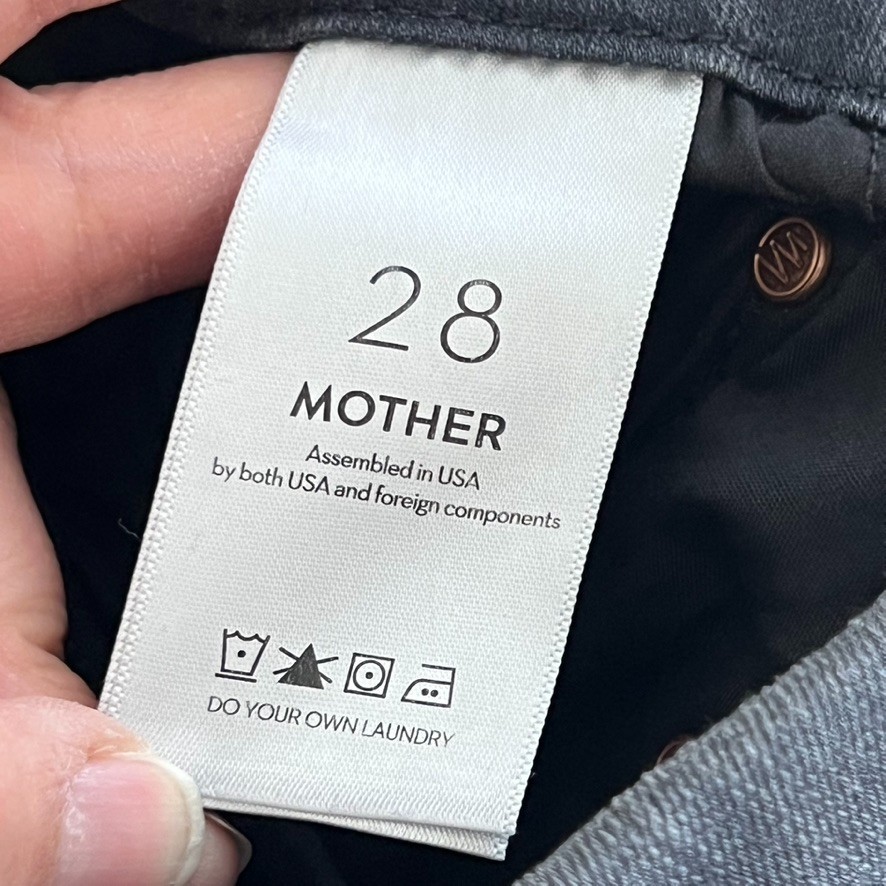 28
MOTHER
Assembled in USA
by both USA and foreign components
DO YOUR OWN LAUNDRY